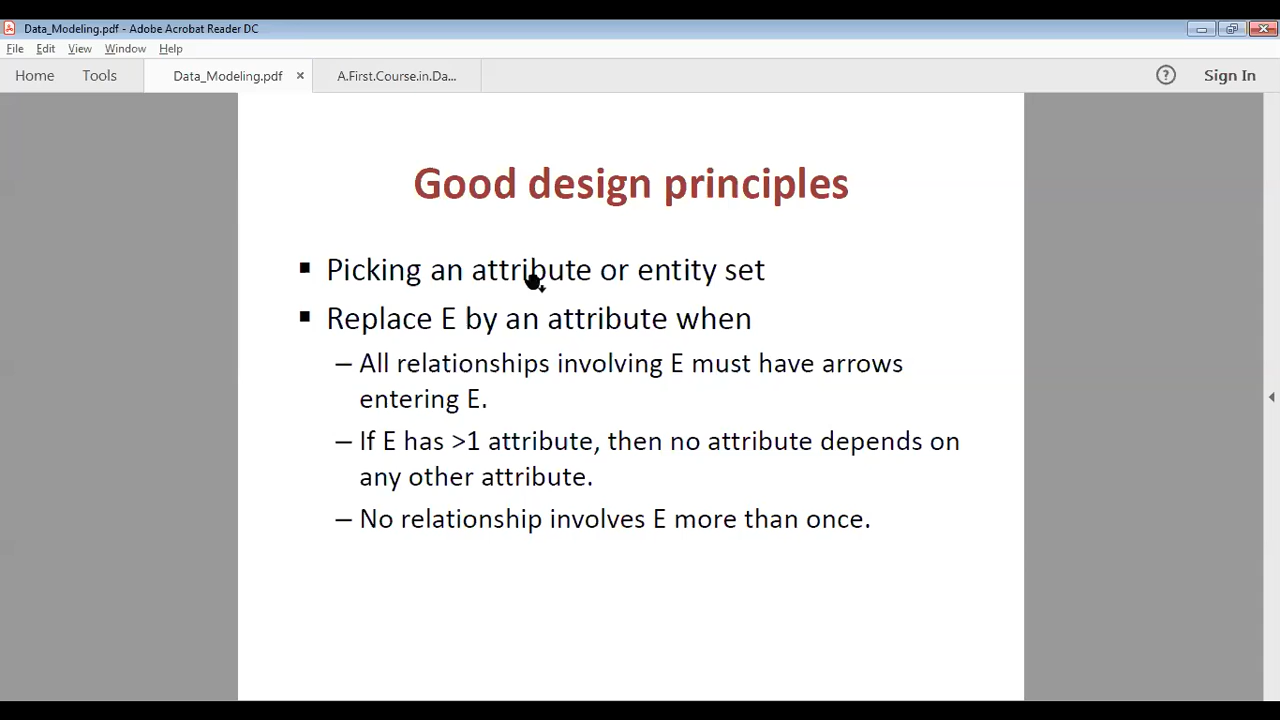 Data_Modeling.pdf - Adobe Acrobat Reader DC
File Edit View Window Help
Home Tools Data_Modeling.pdf × A.First.Course.in.Da... ? Sign In
Good design principles
▪ Picking an attribute or entity set
▪ Replace E by an attribute when
– All relationships involving E must have arrows
entering E.
– If E has >1 attribute, then no attribute depends on
any other attribute.
– No relationship involves E more than once.